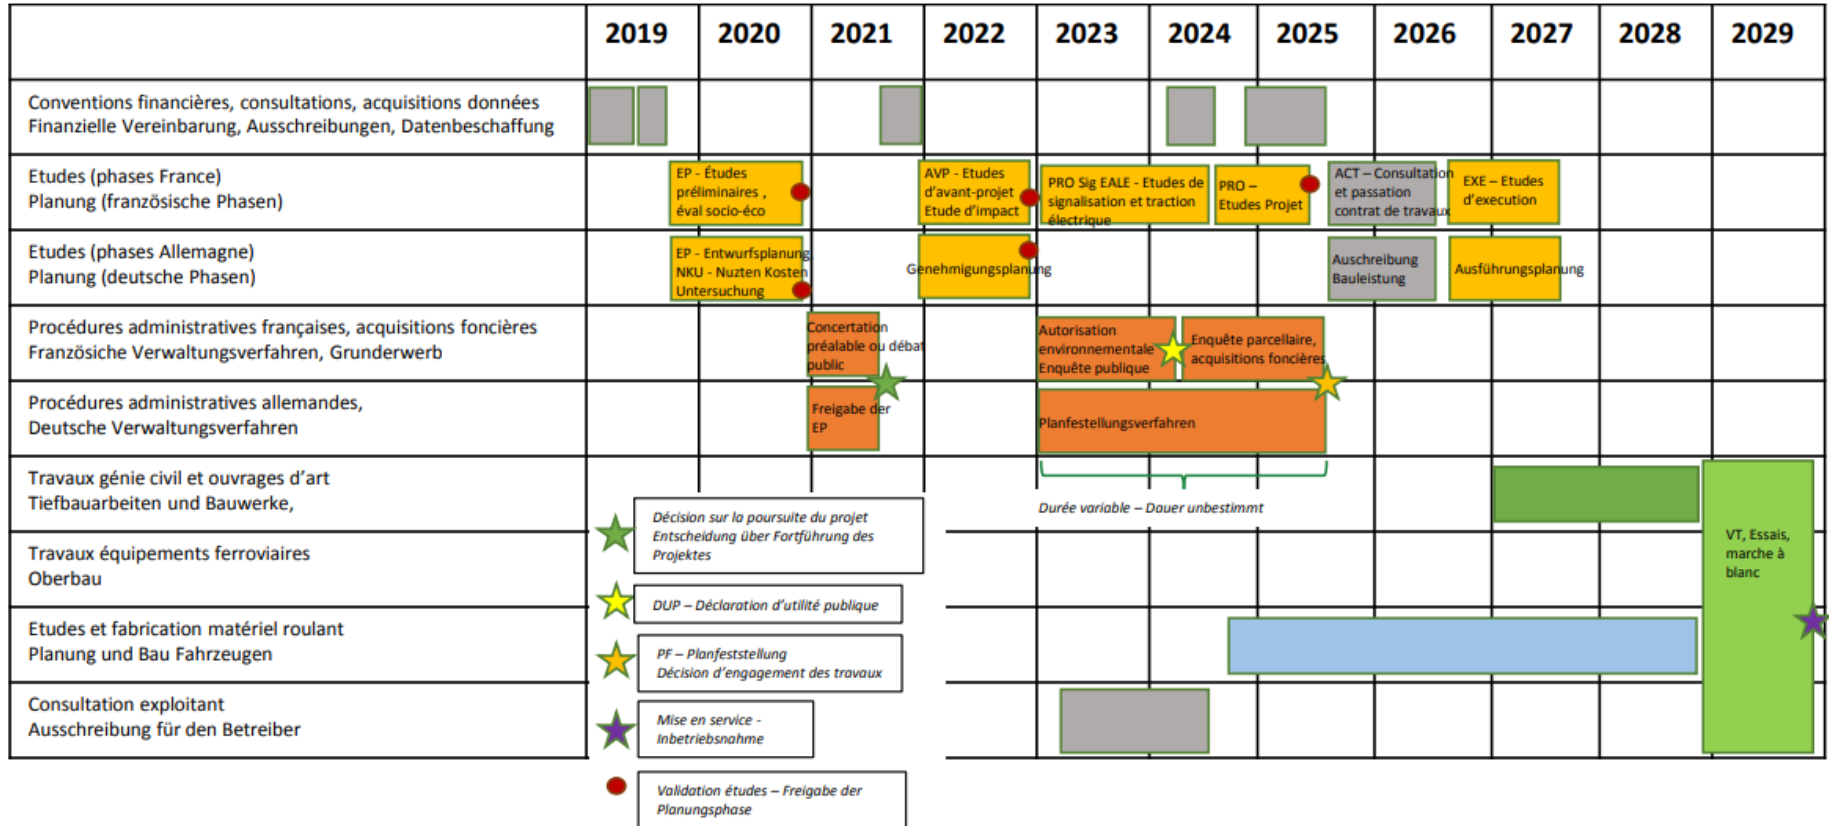 2019 2020 2021 2022 2023 2024 2025 2026 2027 2028 2029
Conventions financières, consultations, acquisitions données
Finanzielle Vereinbarung, Ausschreibungen, Datenbeschaffung
Etudes (phases France)
Planung (französische Phasen)
EP - Études
préliminaires ,
éval socio-éco
AVP - Etudes
d'avant-projet
Etude d'impact
PRO Sig EALE - Etudes de
signalisation et traction
électrique
PRO –
Etudes Projet
ACT – Consultation
et passation
contrat de travaux
EXE – Etudes
d'execution
Etudes (phases Allemagne)
Planung (deutsche Phasen)
EP - Entwurfsplanung,
NKU - Nuzten Kosten
Untersuchung
Genehmigungsplanung
Auschreibung
Bauleistung
Ausführungsplanung
Procédures administratives françaises, acquisitions foncières
Französiche Verwaltungsverfahren, Grunderwerb
Concertation
préalable ou débat
public
Autorisation
environnementale
Enquête publique
Enquête parcellaire,
acquisitions foncières
Procédures administratives allemandes,
Deutsche Verwaltungsverfahren
Freigabe der
EP
Planfestellungsverfahren
Travaux génie civil et ouvrages d'art
Tiefbauarbeiten und Bauwerke,
Durée variable – Dauer unbestimmt
Travaux équipements ferroviaires
Oberbau
VT, Essais,
marche à
blanc
Etudes et fabrication matériel roulant
Planung und Bau Fahrzeugen
Consultation exploitant
Ausschreibung für den Betreiber
Décision sur la poursuite du projet
Entscheidung über Fortführung des
Projektes
DUP – Déclaration d'utilité publique
PF – Planfeststellung
Décision d'engagement des travaux
Mise en service -
Inbetriebsnahme
Validation études – Freigabe der
Planungsphase